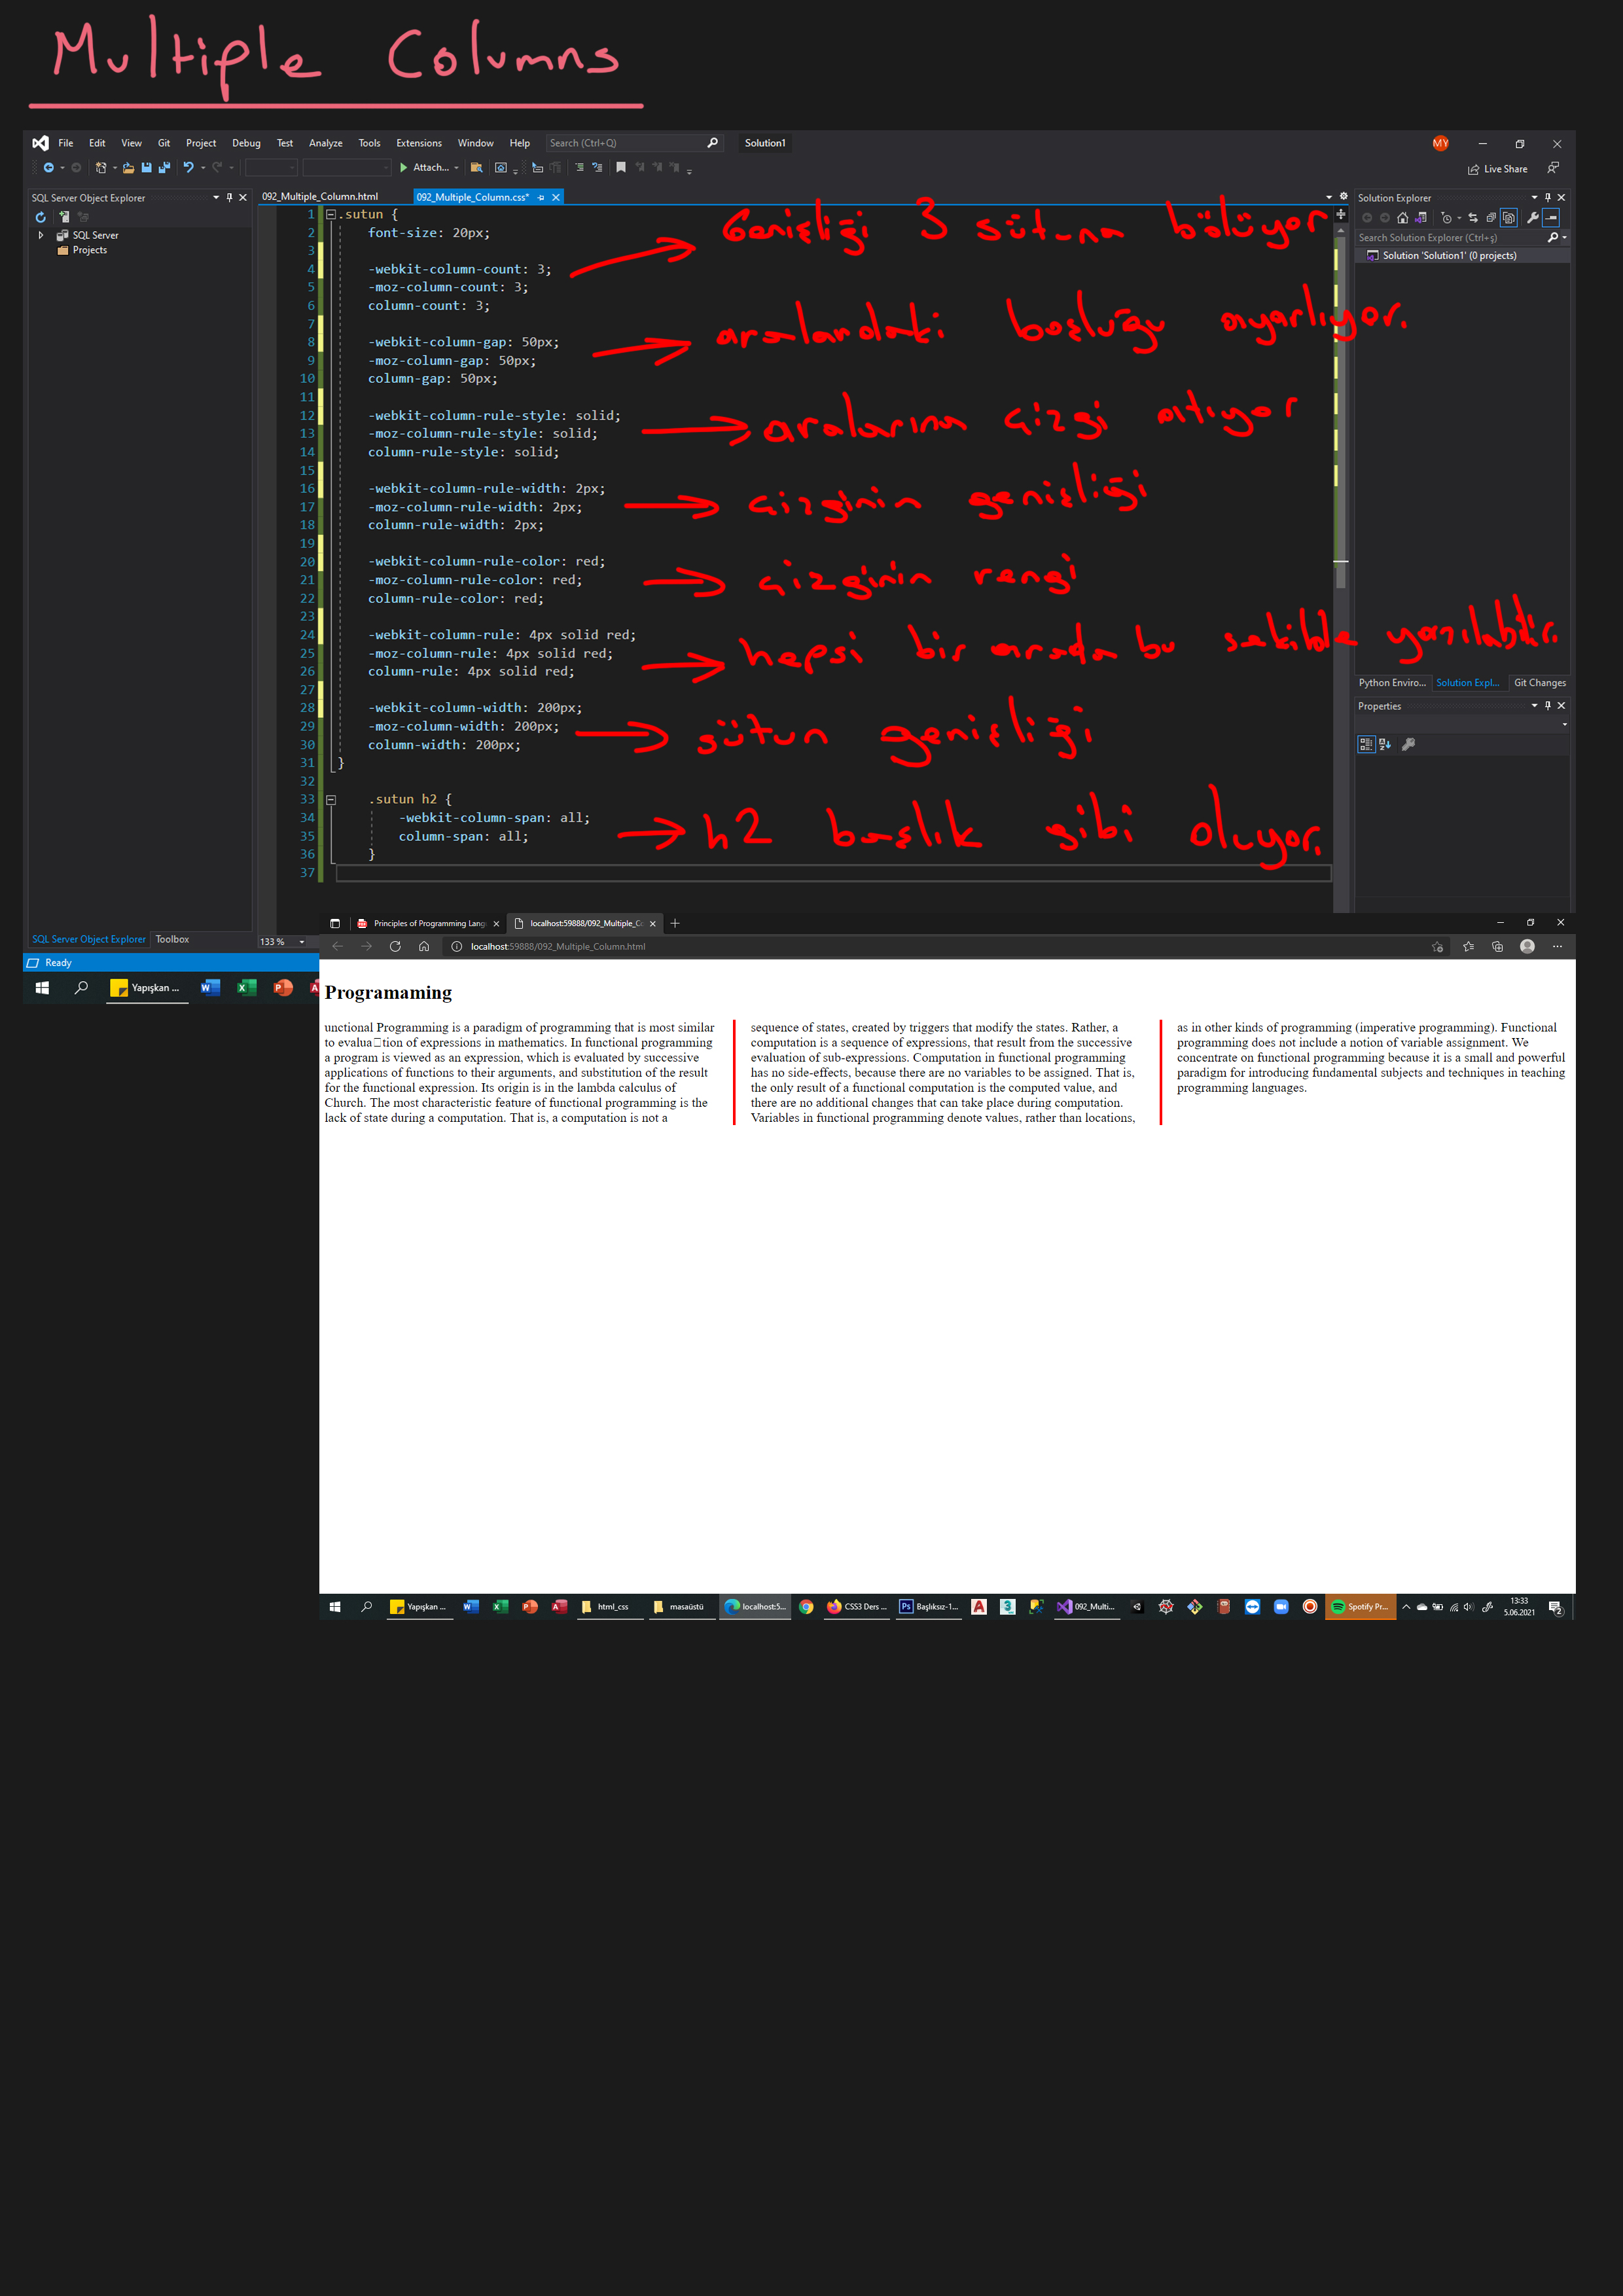 Multiple Columns
File Edit View Git Project Debug Test Analyze Tools Extensions Window Help Search (Ctrl+Q) Solution1 MY
Attach... Live Share
SQL Server Object Explorer
SQL Server
Projects
092_Multiple_Column.html 092_Multiple_Column.css*
1 .sutun {
2 font-size: 20px;
3
4 -webkit-column-count: 3;
5 -moz-column-count: 3;
6 column-count: 3;
7
8 -webkit-column-gap: 50px;
9 -moz-column-gap: 50px;
10 column-gap: 50px;
11
12 -webkit-column-rule-style: solid;
13 -moz-column-rule-style: solid;
14 column-rule-style: solid;
15
16 -webkit-column-rule-width: 2px;
17 -moz-column-rule-width: 2px;
18 column-rule-width: 2px;
19
20 -webkit-column-rule-color: red;
21 -moz-column-rule-color: red;
22 column-rule-color: red;
23
24 -webkit-column-rule: 4px solid red;
25 -moz-column-rule: 4px solid red;
26 column-rule: 4px solid red;
27
28 -webkit-column-width: 200px;
29 -moz-column-width: 200px;
30 column-width: 200px;
31 }
32
33 .sutun h2 {
34 -webkit-column-span: all;
35 column-span: all;
36 }
37
Genişliği 3 sütuna bölüyor
aralarındaki boşluğu ayarlıyor.
aralarına çizgi atıyor
çizginin genişliği
çizginin rengi
hepsi bir arada bu şekilde yazılabilir.
sütun genişliği
h2 başlık gibi oluyor.
Solution Explorer
Search Solution Explorer (Ctrl+ş)
Solution 'Solution1' (0 projects)
Python Enviro... Solution Expl... Git Changes
Properties
SQL Server Object Explorer Toolbox
133 %
Ready
Yapışkan ...
Principles of Programming Lang localhost:59888/092_Multiple_Co
localhost:59888/092_Multiple_Column.html
Programaming
unctional Programming is a paradigm of programming that is most similar
to evalua□tion of expressions in mathematics. In functional programming
a program is viewed as an expression, which is evaluated by successive
applications of functions to their arguments, and substitution of the result
for the functional expression. Its origin is in the lambda calculus of
Church. The most characteristic feature of functional programming is the
lack of state during a computation. That is, a computation is not a
sequence of states, created by triggers that modify the states. Rather, a
computation is a sequence of expressions, that result from the successive
evaluation of sub-expressions. Computation in functional programming
has no side-effects, because there are no variables to be assigned. That is,
the only result of a functional computation is the computed value, and
there are no additional changes that can take place during computation.
Variables in functional programming denote values, rather than locations,
as in other kinds of programming (imperative programming). Functional
programming does not include a notion of variable assignment. We
concentrate on functional programming because it is a small and powerful
paradigm for introducing fundamental subjects and techniques in teaching
programming languages.
Yapışkan ... html_css masaüstü localhost:5... CSS3 Ders ... Başlıksız-1... 092_Multi... Spotify Pr... 13:33
5.06.2021 2